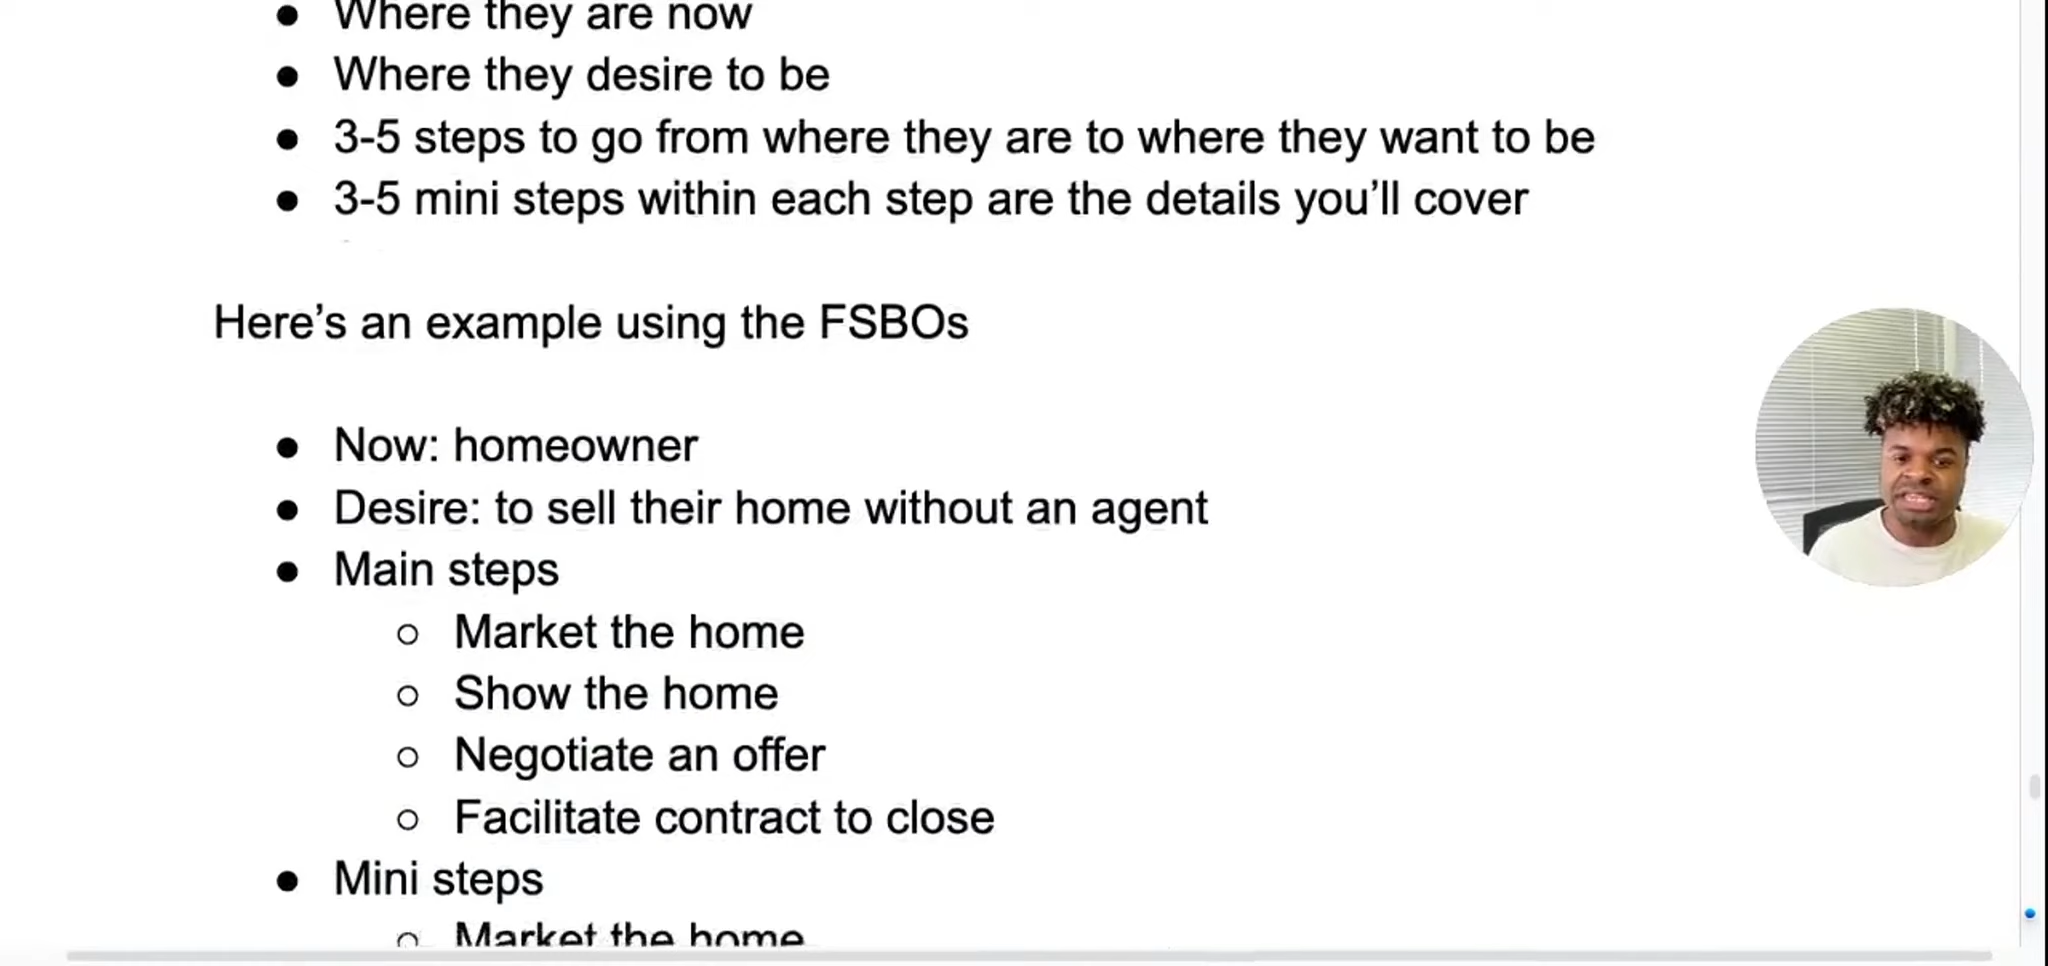 ● Where they are now
● Where they desire to be
● 3-5 steps to go from where they are to where they want to be
● 3-5 mini steps within each step are the details you’ll cover
Here’s an example using the FSBOs
● Now: homeowner
● Desire: to sell their home without an agent
● Main steps
○ Market the home
○ Show the home
○ Negotiate an offer
○ Facilitate contract to close
● Mini steps
○ Market the home